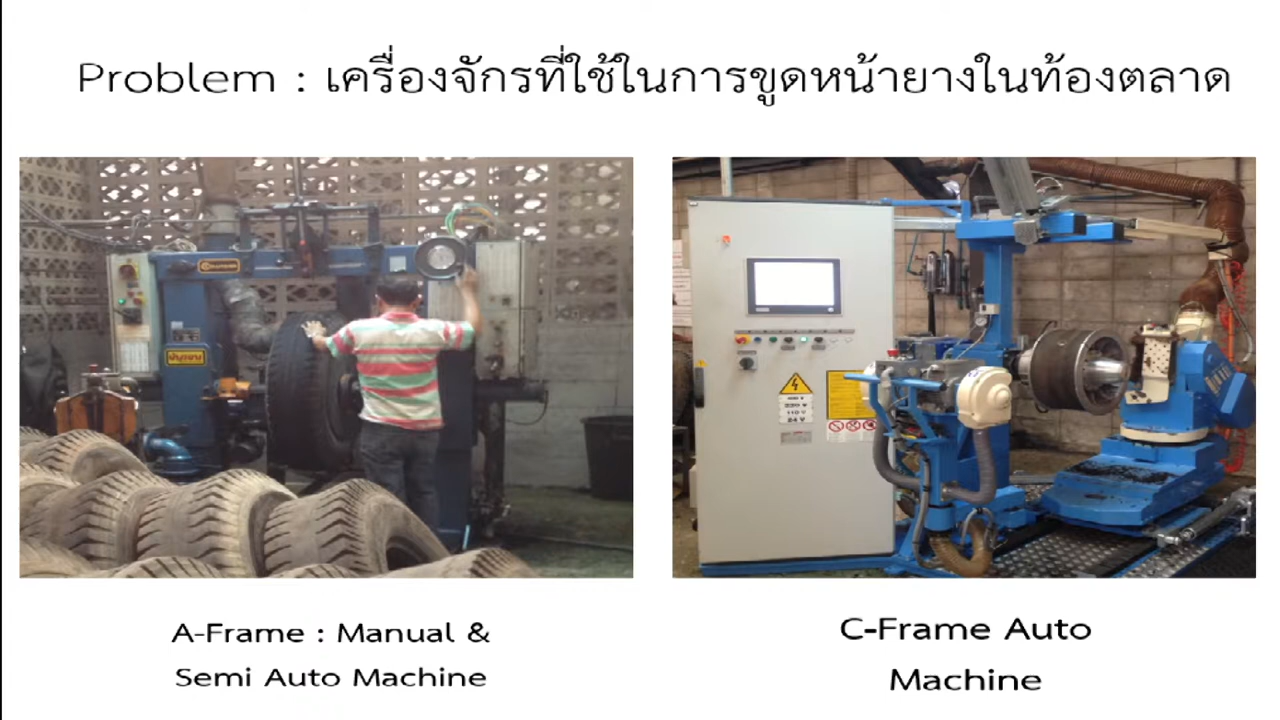 Problem : เครื่องจักรที่ใช้ในการขูดหน้ายางในท้องตลาด
A-Frame : Manual &
Semi Auto Machine
C-Frame Auto
Machine
110 V
24 V